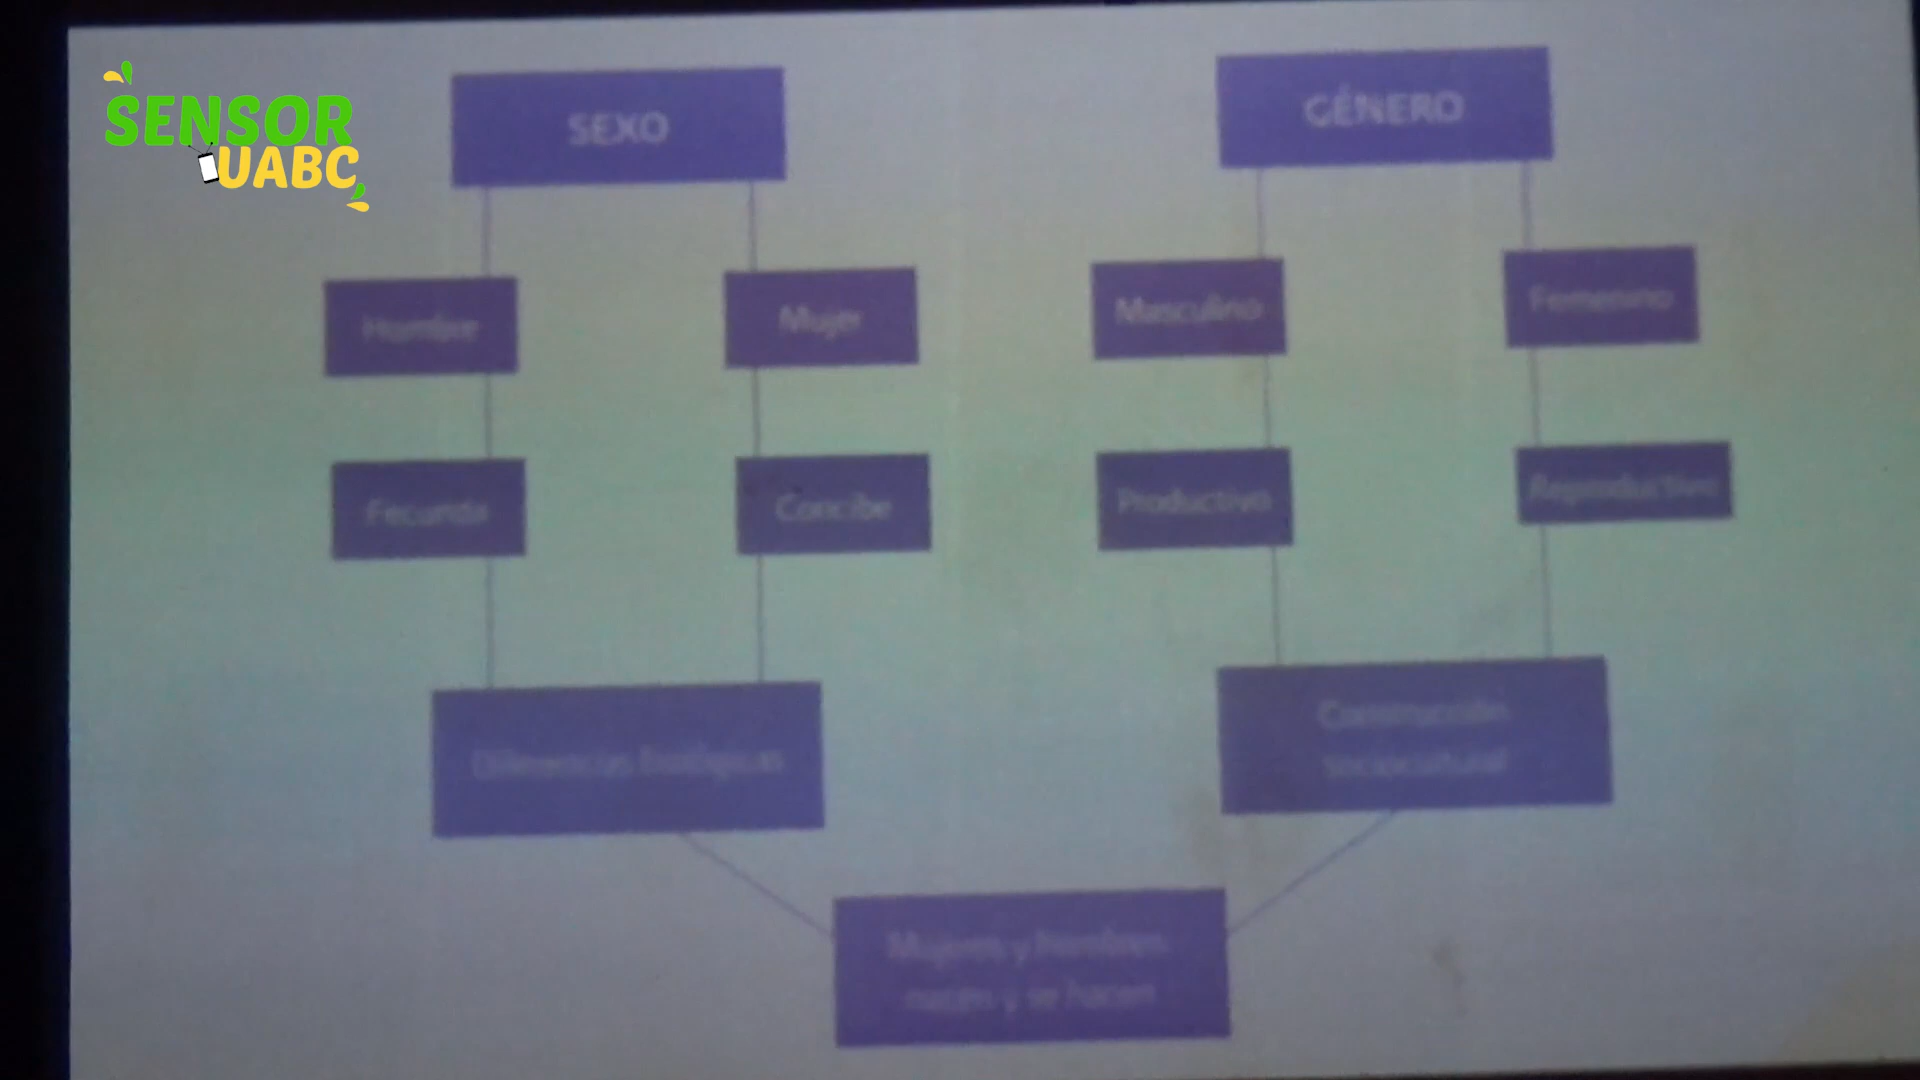 SENSOR
UABC
SEXO
GÉNERO
Hombre
Mujer
Masculino
Femenino
Fecunda
Concibe
Productivo
Reproductivo
Diferencias biológicas
Construcción
sociocultural
Mujeres y hombres
nacen y se hacen